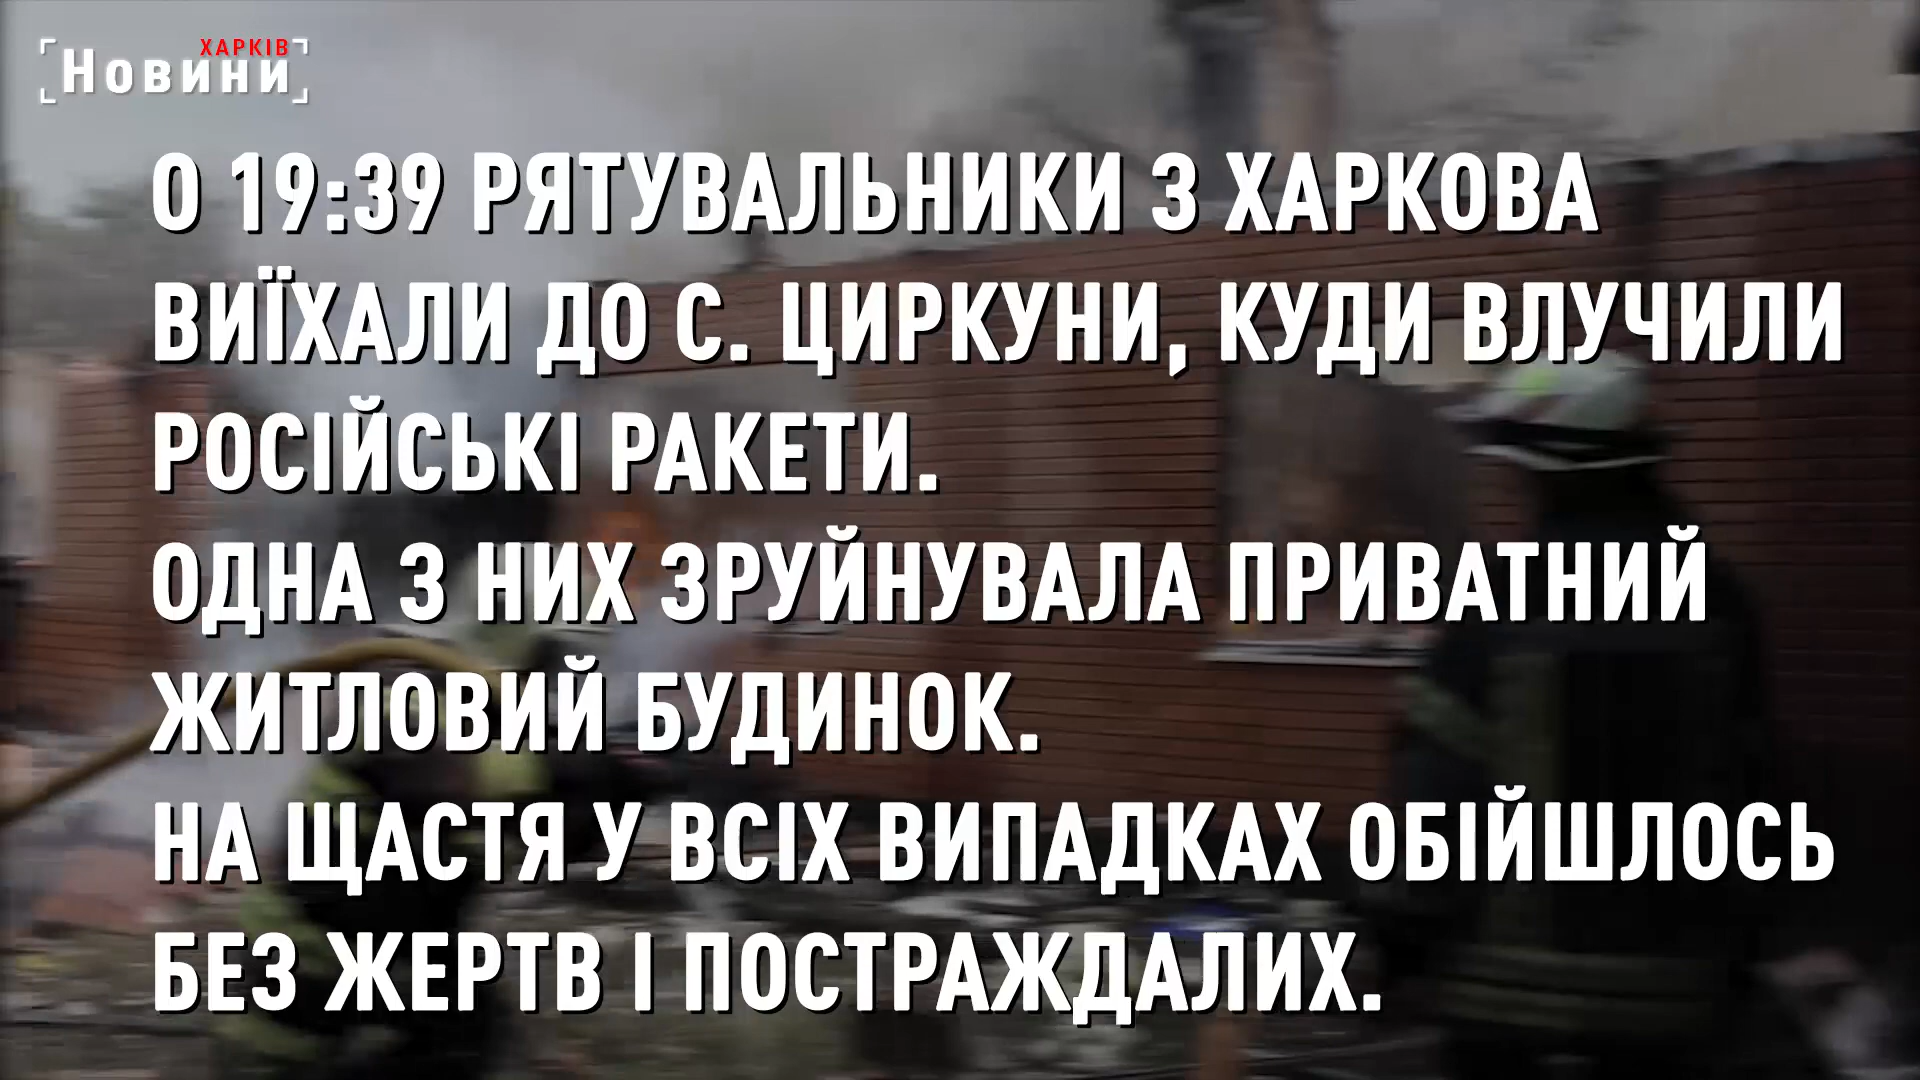 ХАРКІВ
Новини
О 19:39 РЯТУВАЛЬНИКИ З ХАРКОВА
ВИЇХАЛИ ДО С. ЦИРКУНИ, КУДИ ВЛУЧИЛИ
РОСІЙСЬКІ РАКЕТИ.
ОДНА З НИХ ЗРУЙНУВАЛА ПРИВАТНИЙ
ЖИТЛОВИЙ БУДИНОК.
НА ЩАСТЯ У ВСІХ ВИПАДКАХ ОБІЙШЛОСЬ
БЕЗ ЖЕРТВ І ПОСТРАЖДАЛИХ.